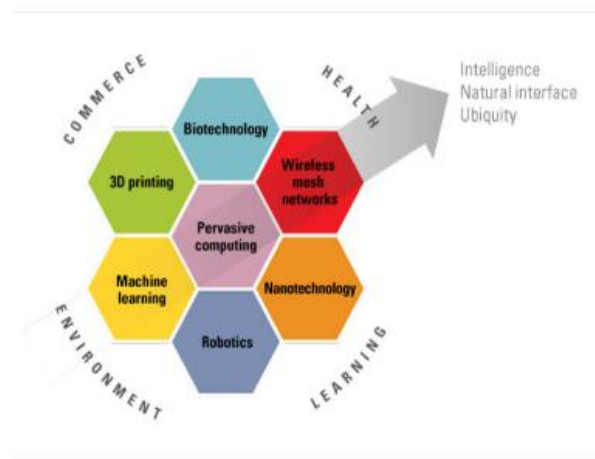 COMMERCE
HEALTH
Intelligence
Natural interface
Ubiquity
Biotechnology
3D printing
Wireless
mesh
networks
Pervasive
computing
Machine
learning
Nanotechnology
Robotics
ENVIRONMENT
LEARNING